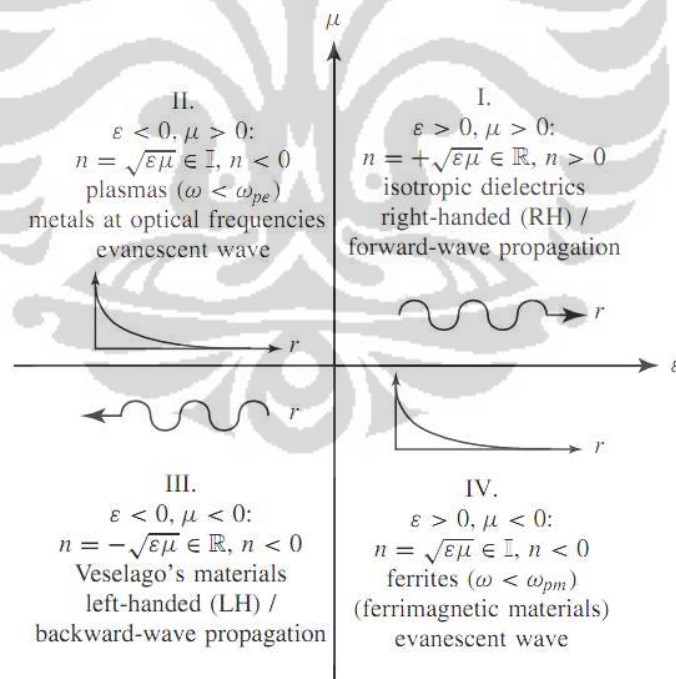 μ
II.
ε < 0, μ > 0:
n = √εμ ∈ 𝕀, n < 0
plasmas (ω < ωpe)
metals at optical frequencies
evanescent wave
r
I.
ε > 0, μ > 0:
n = +√εμ ∈ ℝ, n > 0
isotropic dielectrics
right-handed (RH) /
forward-wave propagation
r
ε
r
III.
ε < 0, μ < 0:
n = −√εμ ∈ ℝ, n < 0
Veselago's materials
left-handed (LH) /
backward-wave propagation
r
IV.
ε > 0, μ < 0:
n = √εμ ∈ 𝕀, n < 0
ferrites (ω < ωpm)
(ferrimagnetic materials)
evanescent wave